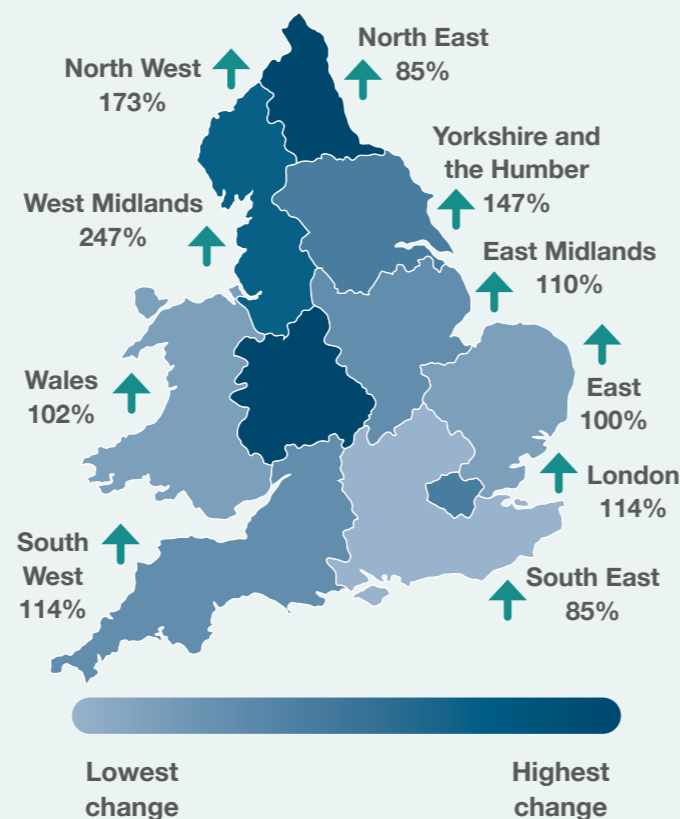 North East
85%
North West
173%
Yorkshire and
the Humber
147%
West Midlands
247%
East Midlands
110%
Wales
102%
East
100%
London
114%
South
West
114%
South East
85%
Lowest
change
Highest
change